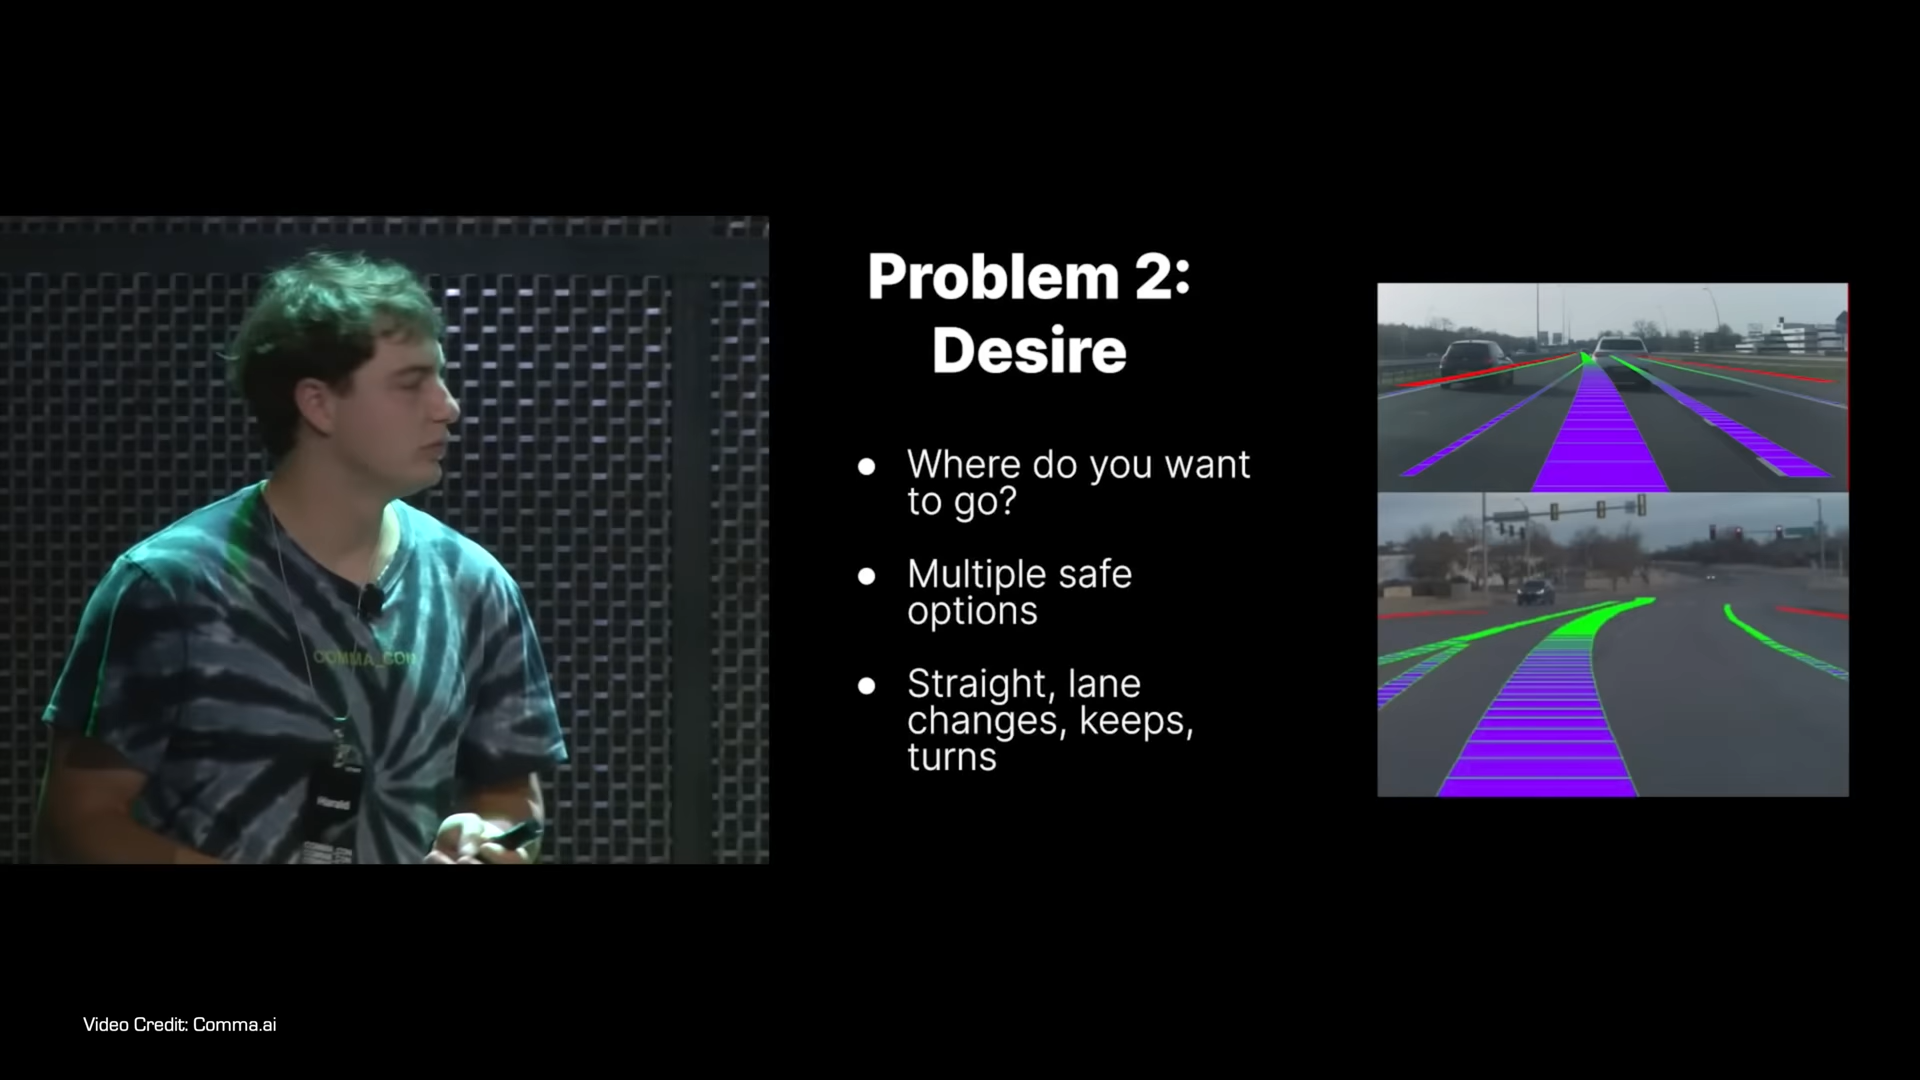 Problem 2:
Desire
● Where do you want
to go?
● Multiple safe
options
● Straight, lane
changes, keeps,
turns
COMMA_CON
Harald
Video Credit: Comma.ai